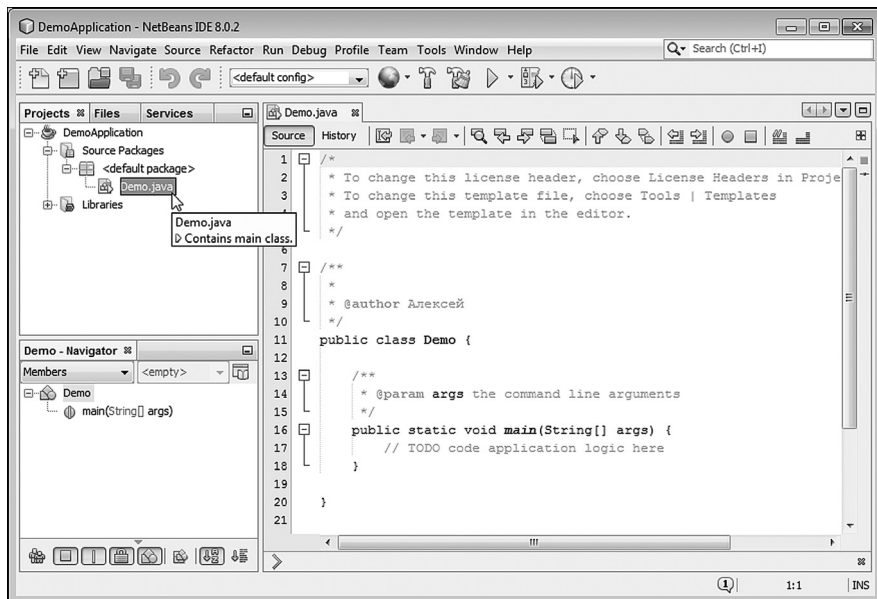 DemoApplication - NetBeans IDE 8.0.2
File Edit View Navigate Source Refactor Run Debug Profile Team Tools Window Help
Search (Ctrl+I)
<default config>
Projects Files Services
DemoApplication
Source Packages
<default package>
Demo.java
Libraries
Demo.java
Contains main class.
Demo - Navigator
Members
<empty>
Demo
main(String[] args)
Demo.java
Source History
1 /*
2 * To change this license header, choose License Headers in Proje
3 * To change this template file, choose Tools | Templates
* and open the template in the editor.
*/
6
7 /**
8 *
9 * @author Алексей
10 */
11 public class Demo {
12
13 /**
14 * @param args the command line arguments
15 */
16 public static void main(String[] args) {
17 // TODO code application logic here
18 }
19
20 }
21
1
1:1
INS